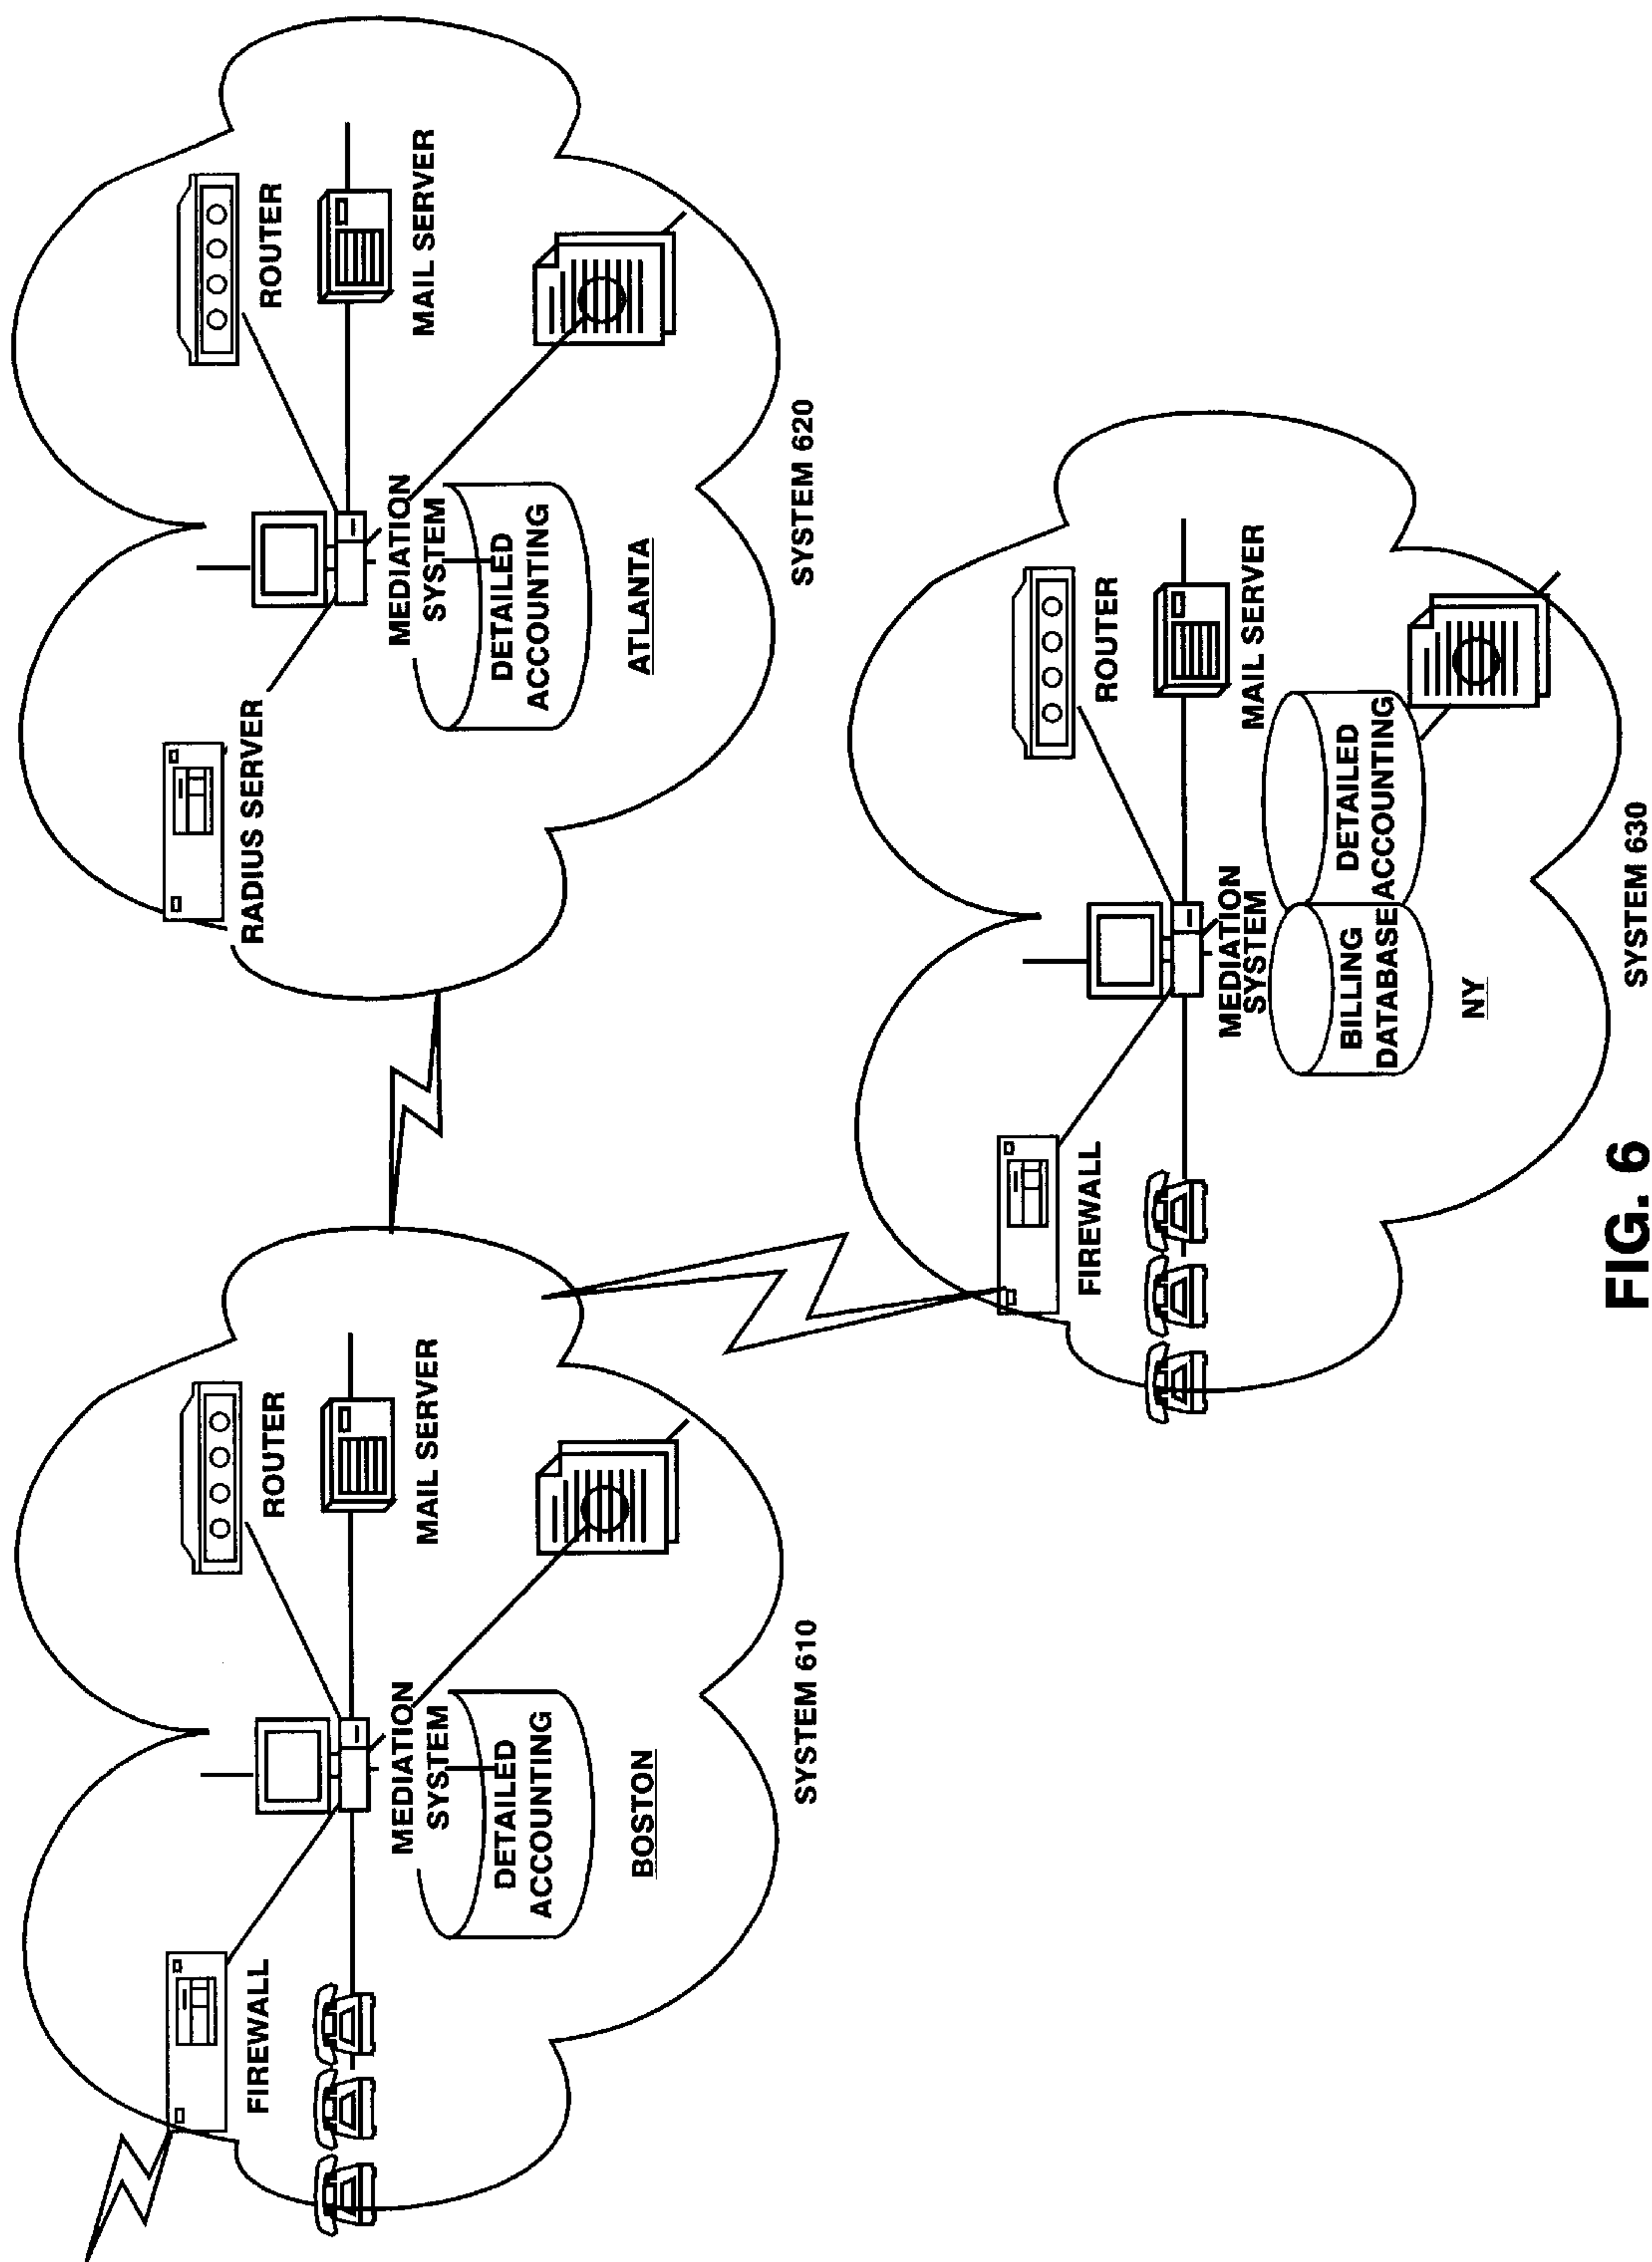 FIREWALL
ROUTER
MAIL SERVER
MEDIATION
SYSTEM
DETAILED
ACCOUNTING
BOSTON
SYSTEM 610
RADIUS SERVER
ROUTER
MAIL SERVER
MEDIATION
SYSTEM
DETAILED
ACCOUNTING
ATLANTA
SYSTEM 620
FIREWALL
ROUTER
MAIL SERVER
MEDIATION
SYSTEM
BILLING
DATABASE
DETAILED
ACCOUNTING
NY
SYSTEM 630
FIG. 6